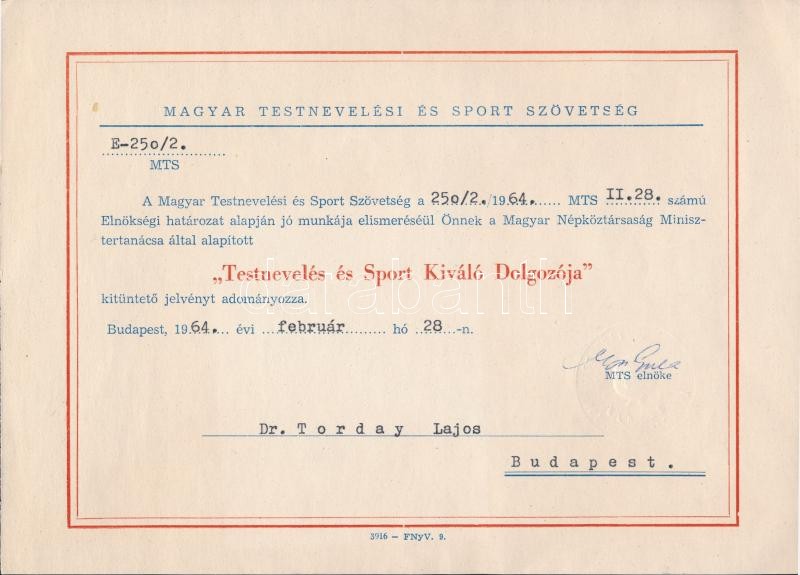 MAGYAR TESTNEVELÉSI ÉS SPORT SZÖVETSÉG
E-25o/2.
MTS
A Magyar Testnevelési és Sport Szövetség a 25o/2./1964. MTS II.28. számú
Elnökségi határozat alapján jó munkája elismeréséül Önnek a Magyar Népköztársaság Minisz-
tertanácsa által alapított
„Testnevelés és Sport Kiváló Dolgozója”
kitüntető jelvényt adományozza.
Budapest, 1964. évi február hó 28-n.
MTS elnöke
Dr. Torday Lajos
Budapest.
3916 — FNyV. 9.
darabanth